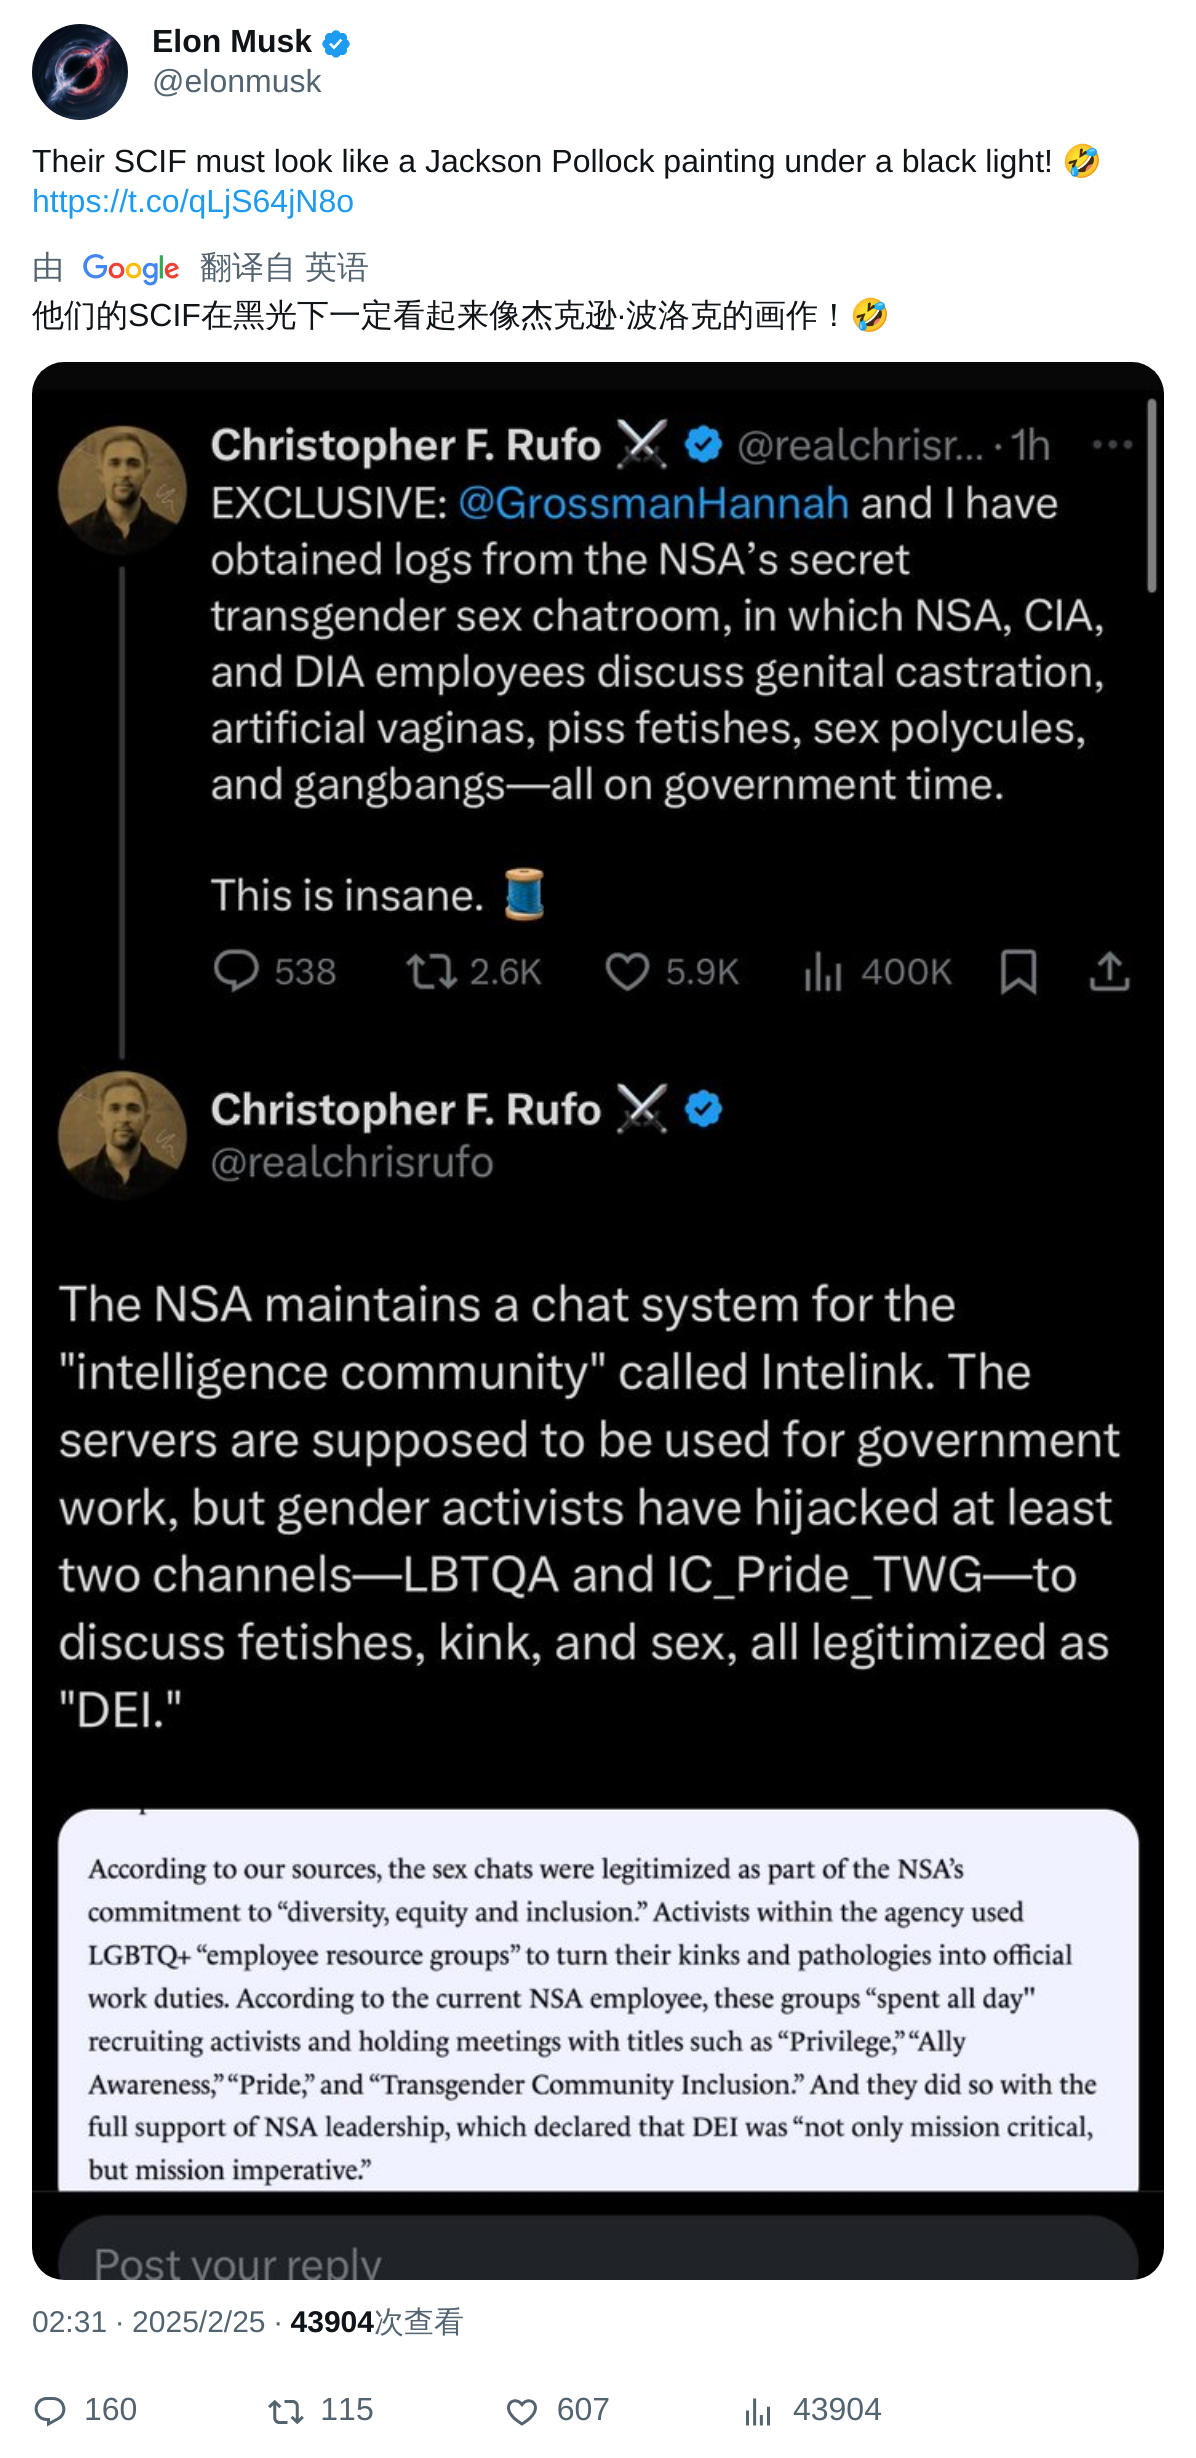 Elon Musk
@elonmusk
Their SCIF must look like a Jackson Pollock painting under a black light! 🤣
https://t.co/qLjS64jN8o
由 Google 翻译自 英语
他们的SCIF在黑光下一定看起来像杰克逊·波洛克的画作！🤣
Christopher F. Rufo ⚔️ @realchrisr... · 1h
EXCLUSIVE: @GrossmanHannah and I have
obtained logs from the NSA’s secret
transgender sex chatroom, in which NSA, CIA,
and DIA employees discuss genital castration,
artificial vaginas, piss fetishes, sex polycules,
and gangbangs—all on government time.
This is insane. 🧵
538 2.6K 5.9K 400K
Christopher F. Rufo ⚔️
@realchrisrufo
The NSA maintains a chat system for the
"intelligence community" called Intelink. The
servers are supposed to be used for government
work, but gender activists have hijacked at least
two channels—LBTQA and IC_Pride_TWG—to
discuss fetishes, kink, and sex, all legitimized as
"DEI."
According to our sources, the sex chats were legitimized as part of the NSA’s
commitment to “diversity, equity and inclusion.” Activists within the agency used
LGBTQ+ “employee resource groups” to turn their kinks and pathologies into official
work duties. According to the current NSA employee, these groups “spent all day"
recruiting activists and holding meetings with titles such as “Privilege,” “Ally
Awareness,” “Pride,” and “Transgender Community Inclusion.” And they did so with the
full support of NSA leadership, which declared that DEI was “not only mission critical,
but mission imperative.”
Post your reply
02:31 · 2025/2/25 · 43904次查看
160 115 607 43904